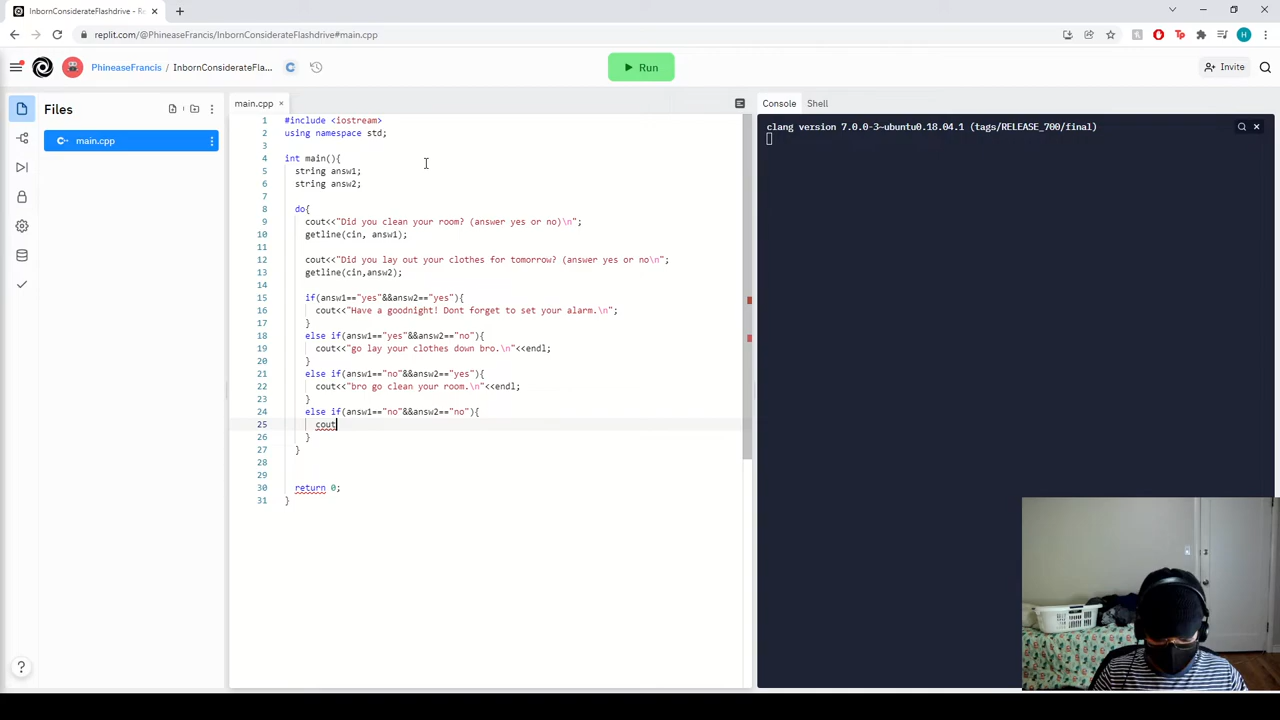 InbornConsiderateFlashdrive - Re
replit.com/@PhineaseFrancis/InbornConsiderateFlashdrive#main.cpp
PhineaseFrancis / InbornConsiderateFla...
Run
Invite
Files
main.cpp
main.cpp
Console
Shell
1 #include <iostream>
2 using namespace std;
3
4 int main(){
5 string answ1;
6 string answ2;
7
8 do{
9 cout<<"Did you clean your room? (answer yes or no)\n";
10 getline(cin, answ1);
11
12 cout<<"Did you lay out your clothes for tomorrow? (answer yes or no\n";
13 getline(cin,answ2);
14
15 if(answ1=="yes"&&answ2=="yes"){
16 cout<<"Have a goodnight! Dont forget to set your alarm.\n";
17 }
18 else if(answ1=="yes"&&answ2=="no"){
19 cout<<"go lay your clothes down bro.\n"<<endl;
20 }
21 else if(answ1=="no"&&answ2=="yes"){
22 cout<<"bro go clean your room.\n"<<endl;
23 }
24 else if(answ1=="no"&&answ2=="no"){
25 cout
26 }
27 }
28
29
30 return 0;
31 }
clang version 7.0.0-3~ubuntu0.18.04.1 (tags/RELEASE_700/final)